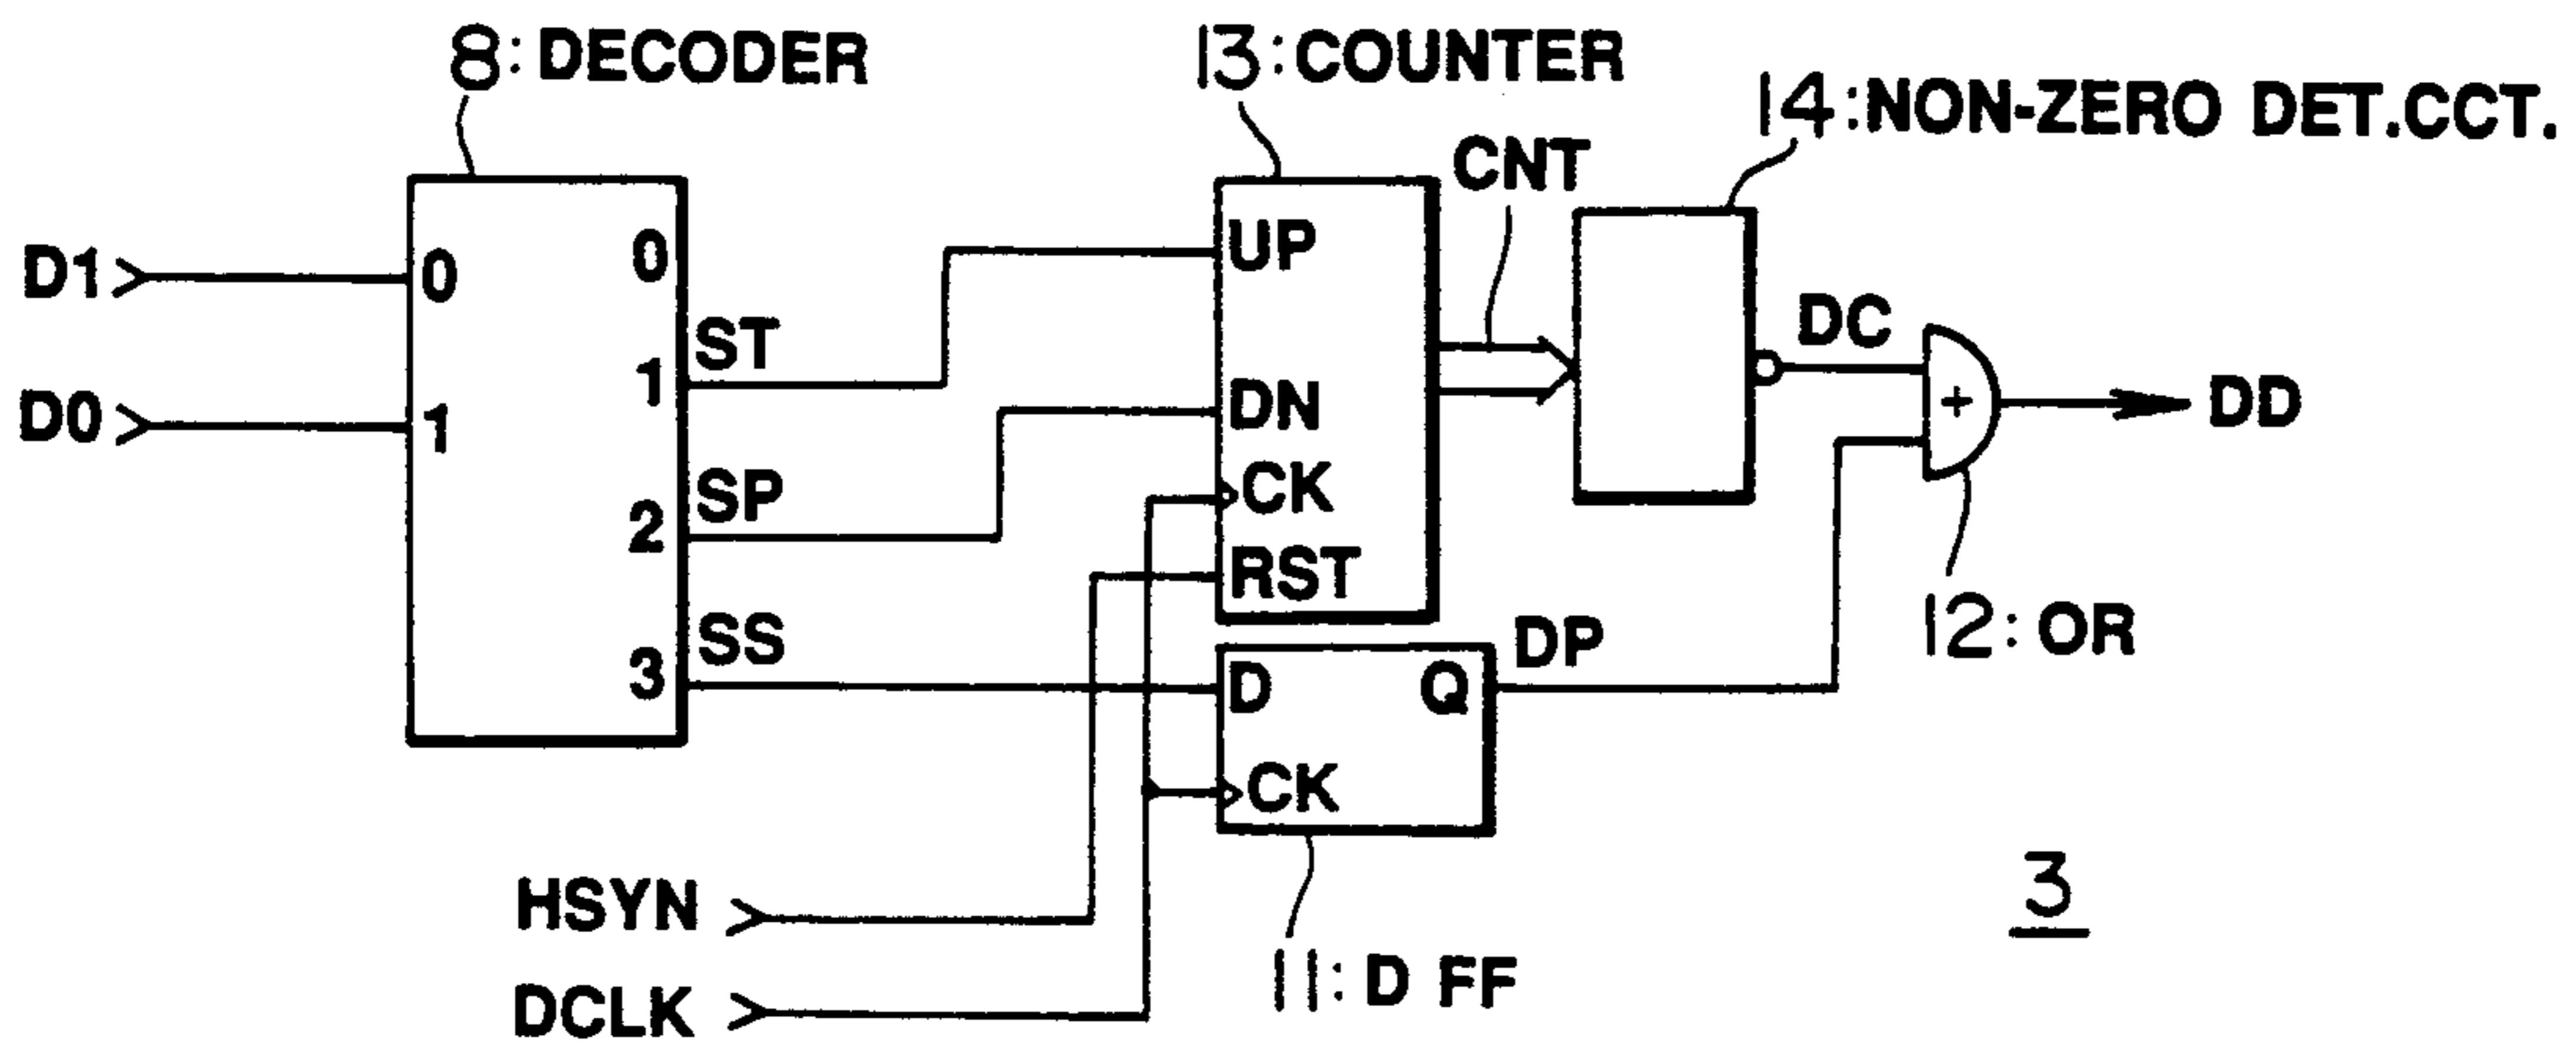 8: DECODER
13: COUNTER
14: NON-ZERO DET.CCT.
CNT
D1
0
0
UP
ST
DC
1
D0
1
DN
DD
SP
CK
2
RST
12: OR
SS
DP
3
D
Q
CK
HSYN
3
11: D FF
DCLK